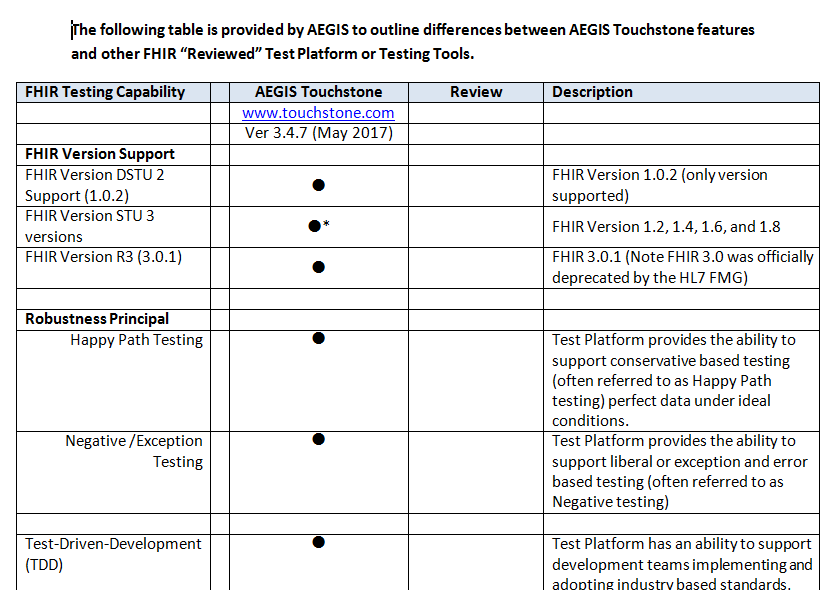 The following table is provided by AEGIS to outline differences between AEGIS Touchstone features
and other FHIR “Reviewed” Test Platform or Testing Tools.
FHIR Testing Capability AEGIS Touchstone Review Description
www.touchstone.com
Ver 3.4.7 (May 2017)
FHIR Version Support
FHIR Version DSTU 2
Support (1.0.2)
●
FHIR Version 1.0.2 (only version
supported)
FHIR Version STU 3
versions
●*
FHIR Version 1.2, 1.4, 1.6, and 1.8
FHIR Version R3 (3.0.1)
●
FHIR 3.0.1 (Note FHIR 3.0 was officially
deprecated by the HL7 FMG)
Robustness Principal
Happy Path Testing
●
Test Platform provides the ability to
support conservative based testing
(often referred to as Happy Path
testing) perfect data under ideal
conditions.
Negative /Exception
Testing
●
Test Platform provides the ability to
support liberal or exception and error
based testing (often referred to as
Negative testing)
Test-Driven-Development
(TDD)
●
Test Platform has an ability to support
development teams implementing and
adopting industry based standards.